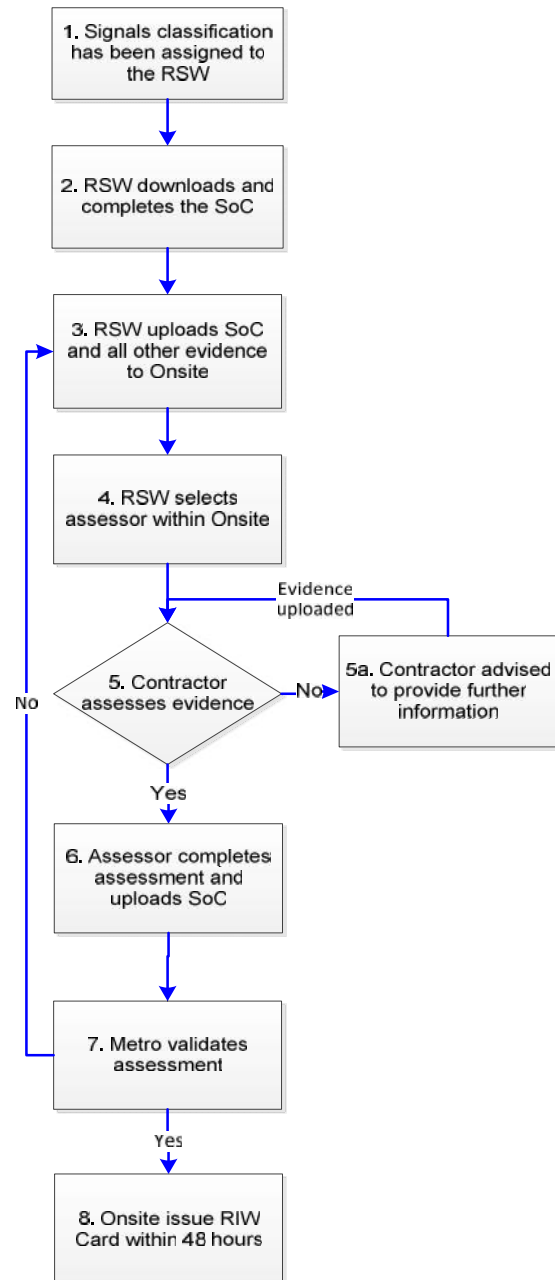 1. Signals classification
has been assigned to
the RSW
2. RSW downloads and
completes the SoC
3. RSW uploads SoC
and all other evidence
to Onsite
4. RSW selects
assessor within Onsite
Evidence
uploaded
5. Contractor
assesses evidence
No
5a. Contractor advised
to provide further
information
No
Yes
6. Assessor completes
assessment and
uploads SoC
7. Metro validates
assessment
Yes
8. Onsite issue RIW
Card within 48 hours